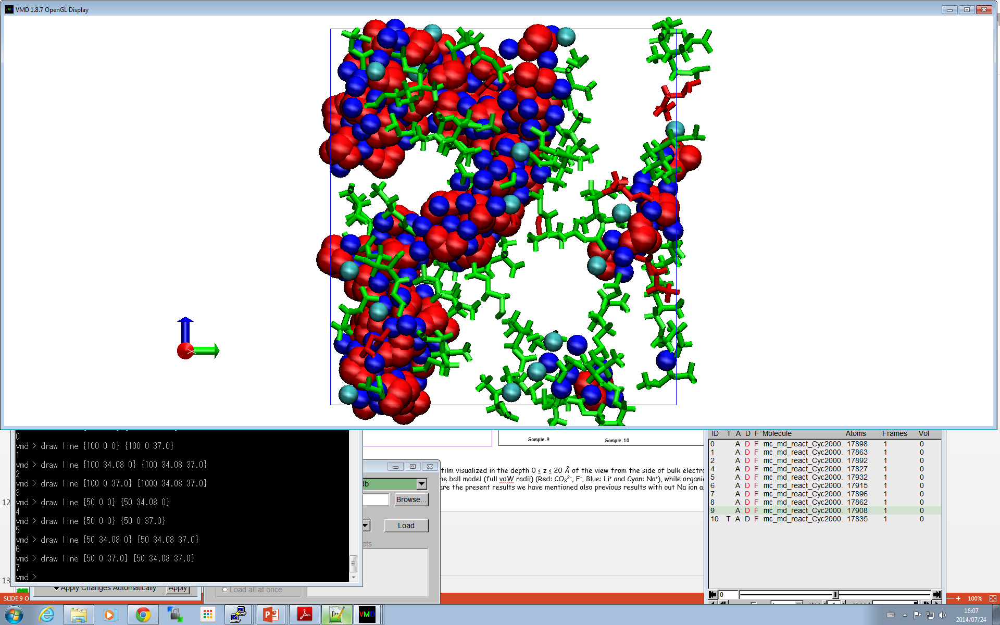 VMD 1.8.7 OpenGL Display
0
vmd > draw line {100 0 0} {100 0 37.0}
1
vmd > draw line {100 34.08 0} {100 34.08 37.0}
2
vmd > draw line {100 0 37.0} {1000 34.08 37.0}
3
vmd > draw line {50 0 0} {50 34.08 0}
4
vmd > draw line {50 0 0} {50 0 37.0}
5
vmd > draw line {50 34.08 0} {50 34.08 37.0}
6
vmd > draw line {50 0 37.0} {50 34.08 37.0}
7
vmd >
Apply Changes Automatically Apply
12
13
SLIDE 9 O
db
Browse...
Load
ets
Load all at once
Sample.9 Sample.10
film visualized in the depth 0 ≤ z ≤ 20 Å of the view from the side of bulk electro
he ball model (full vdW radii) (Red: CO₃²⁻, F⁻, Blue: Li⁺ and Cyan: Na⁺), while organi
are the present results we have mentioned also previous results with out Na ion a
ID T A D F Molecule Atoms Frames Vol
0 A D F mc_md_react_Cyc2000. 17898 1 0
1 A D F mc_md_react_Cyc2000. 17863 1 0
2 A D F mc_md_react_Cyc2000. 17892 1 0
4 A D F mc_md_react_Cyc2000. 17827 1 0
5 A D F mc_md_react_Cyc2000. 17932 1 0
6 A D F mc_md_react_Cyc2000. 17915 1 0
7 A D F mc_md_react_Cyc2000. 17896 1 0
8 A D F mc_md_react_Cyc2000. 17862 1 0
9 A D F mc_md_react_Cyc2000. 17908 1 0
10 T A D F mc_md_react_Cyc2000. 17835 1 0
0
100%
VMD
16:07
2014/07/24